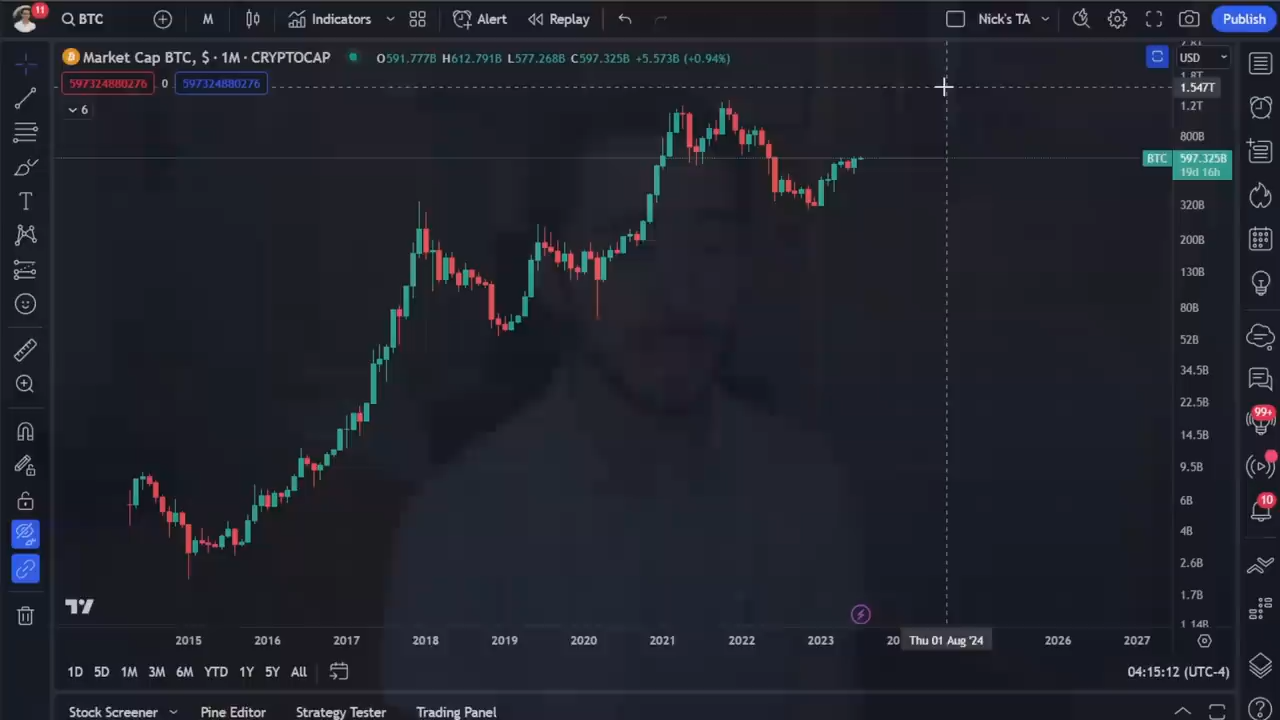 11
BTC
M
Indicators
Alert
Replay
Nick's TA
Publish
Market Cap BTC, $ · 1M · CRYPTOCAP
O591.777B H612.791B L577.268B C597.325B +5.573B (+0.94%)
USD
597324880276
0
597324880276
6
1.8T
1.547T
1.2T
800B
BTC
597.325B
19d 16h
320B
200B
130B
80B
52B
34.5B
22.5B
14.5B
9.5B
6B
4B
2.6B
1.7B
1.14B
99+
10
2015
2016
2017
2018
2019
2020
2021
2022
2023
20
Thu 01 Aug '24
2026
2027
1D
5D
1M
3M
6M
YTD
1Y
5Y
All
04:15:12 (UTC-4)
Stock Screener
Pine Editor
Strategy Tester
Trading Panel